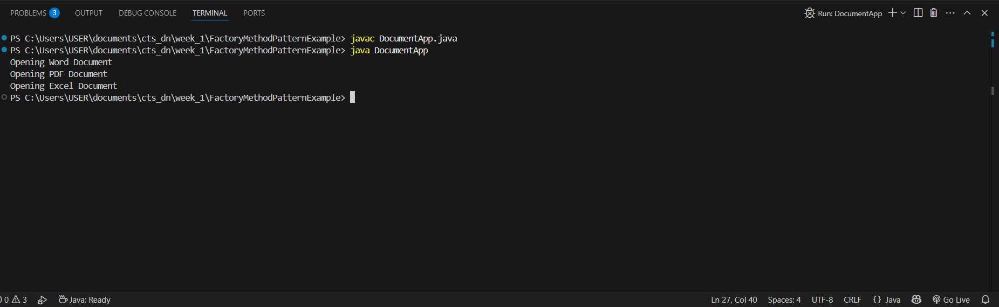 PROBLEMS 3 OUTPUT DEBUG CONSOLE TERMINAL PORTS Run: DocumentApp
PS C:\Users\USER\documents\cts_dn\week_1\FactoryMethodPatternExample> javac DocumentApp.java
PS C:\Users\USER\documents\cts_dn\week_1\FactoryMethodPatternExample> java DocumentApp
Opening Word Document
Opening PDF Document
Opening Excel Document
PS C:\Users\USER\documents\cts_dn\week_1\FactoryMethodPatternExample>
0 3 Java: Ready Ln 27, Col 40 Spaces: 4 UTF-8 CRLF {} Java Go Live